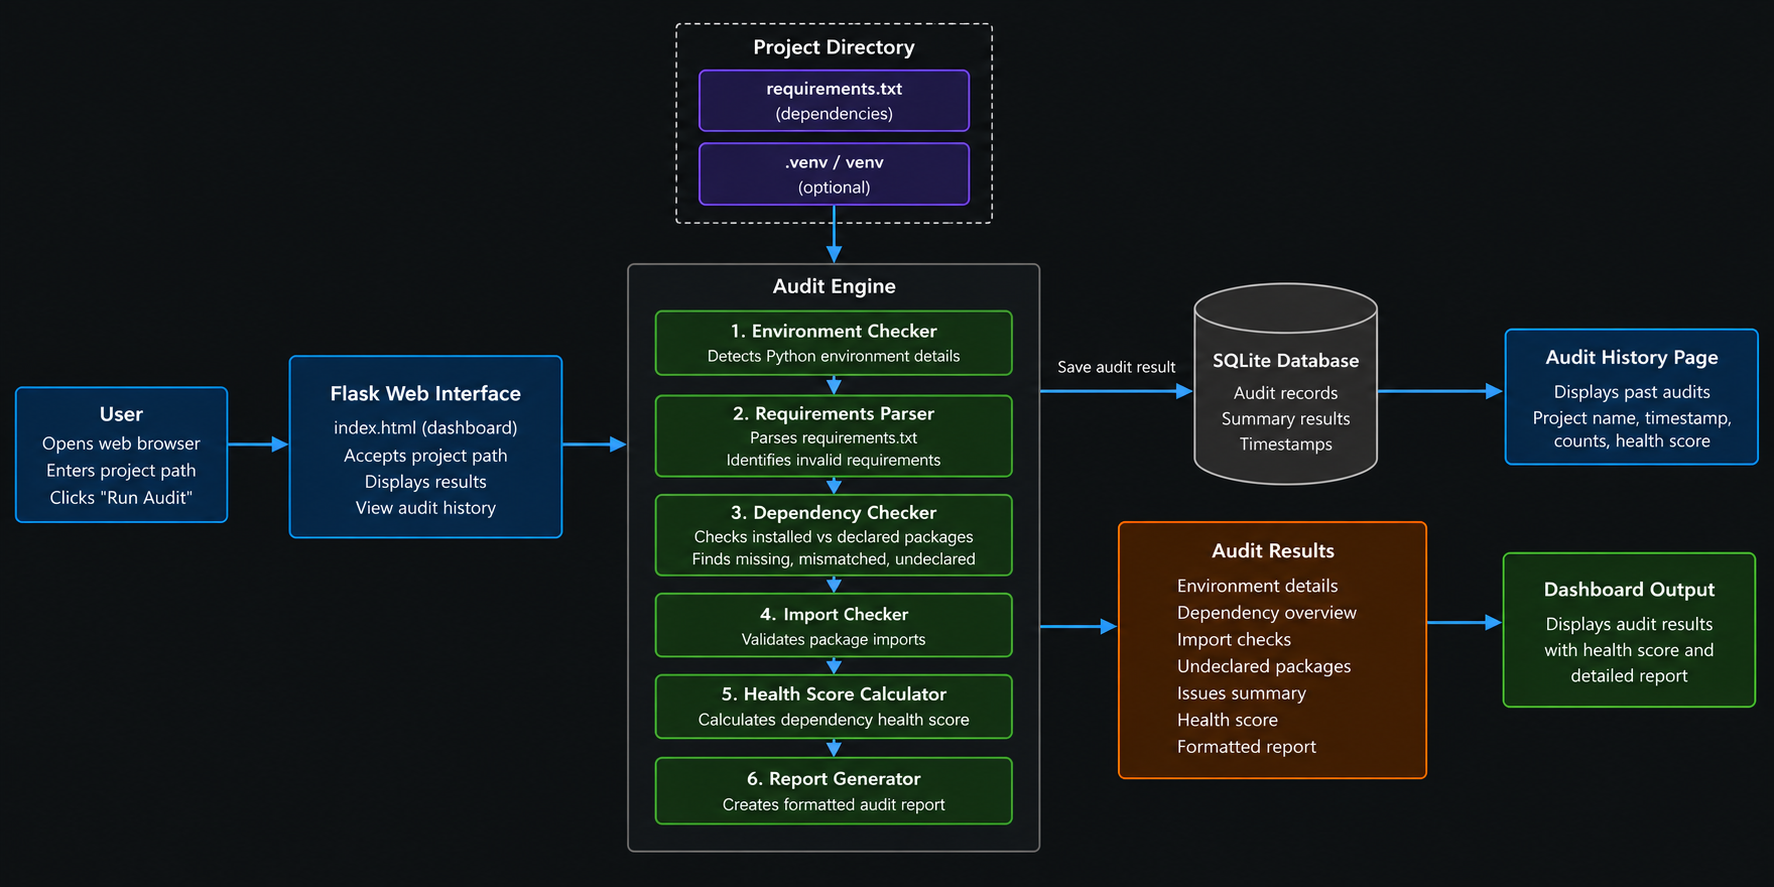 Project Directory
requirements.txt
(dependencies)
.venv / venv
(optional)
User
Opens web browser
Enters project path
Clicks "Run Audit"
Flask Web Interface
index.html (dashboard)
Accepts project path
Displays results
View audit history
Audit Engine
1. Environment Checker
Detects Python environment details
2. Requirements Parser
Parses requirements.txt
Identifies invalid requirements
3. Dependency Checker
Checks installed vs declared packages
Finds missing, mismatched, undeclared
4. Import Checker
Validates package imports
5. Health Score Calculator
Calculates dependency health score
6. Report Generator
Creates formatted audit report
Save audit result
SQLite Database
Audit records
Summary results
Timestamps
Audit History Page
Displays past audits
Project name, timestamp,
counts, health score
Audit Results
Environment details
Dependency overview
Import checks
Undeclared packages
Issues summary
Health score
Formatted report
Dashboard Output
Displays audit results
with health score and
detailed report